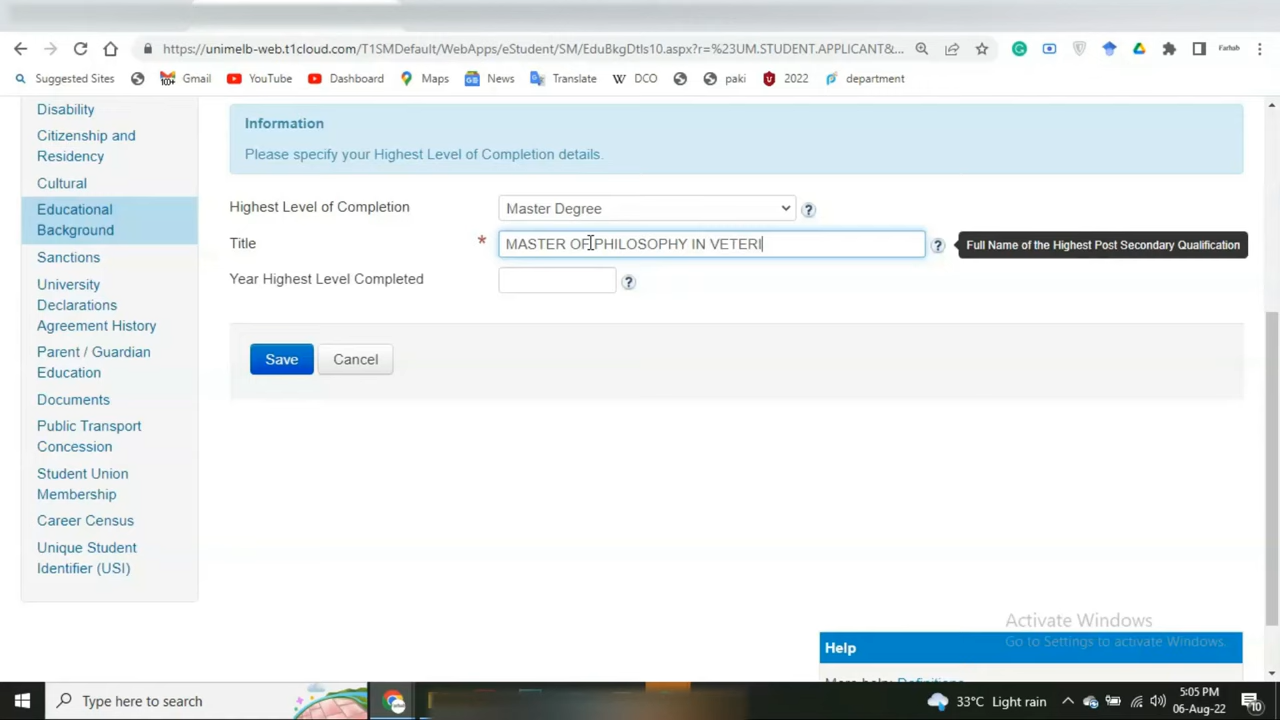 https://unimelb-web.t1cloud.com/T1SMDefault/WebApps/eStudent/SM/EduBkgDtls10.aspx?r=%23UM.STUDENT.APPLICANT&...
Farhab
Suggested Sites
100+
Gmail
YouTube
Dashboard
Maps
News
Translate
W
DCO
paki
2022
department
Disability
Citizenship and
Residency
Cultural
Educational
Background
Sanctions
University
Declarations
Agreement History
Parent / Guardian
Education
Documents
Public Transport
Concession
Student Union
Membership
Career Census
Unique Student
Identifier (USI)
Information
Please specify your Highest Level of Completion details.
Highest Level of Completion
Master Degree
?
Title
*
MASTER OF PHILOSOPHY IN VETERI
?
Full Name of the Highest Post Secondary Qualification
Year Highest Level Completed
?
Save
Cancel
Activate Windows
Go to Settings to activate Windows.
Help
More help: Definitions
Type here to search
Farhab
33°C Light rain
5:05 PM
06-Aug-22
10